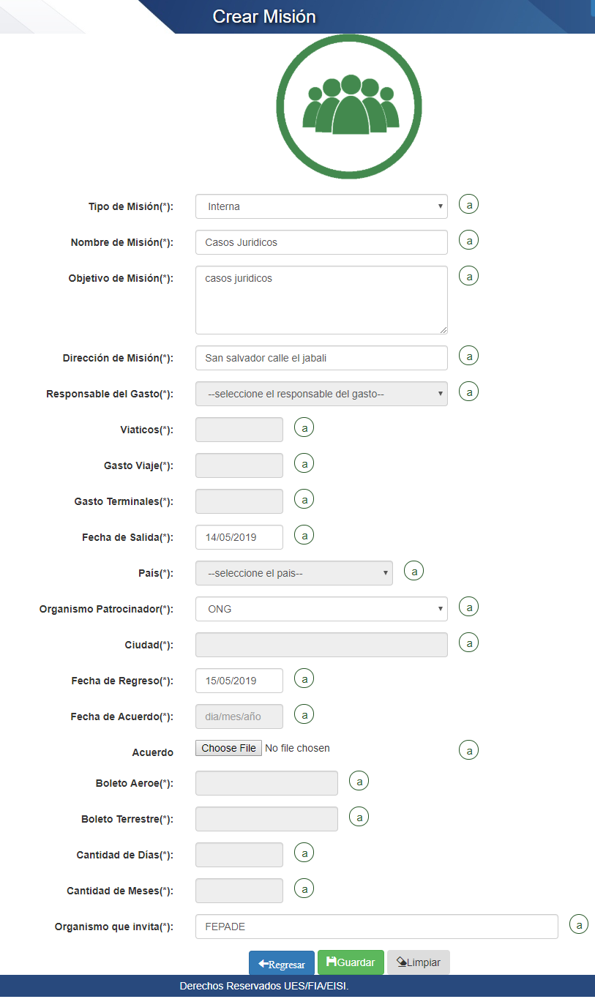 Crear Misión
Tipo de Misión(*): Interna a
Nombre de Misión(*): Casos Juridicos a
Objetivo de Misión(*): casos juridicos a
Dirección de Misión(*): San salvador calle el jabali a
Responsable del Gasto(*): --seleccione el responsable del gasto-- a
Viaticos(*): a
Gasto Viaje(*): a
Gasto Terminales(*): a
Fecha de Salida(*): 14/05/2019 a
País(*): --seleccione el pais-- a
Organismo Patrocinador(*): ONG a
Ciudad(*): a
Fecha de Regreso(*): 15/05/2019 a
Fecha de Acuerdo(*): dia/mes/año a
Acuerdo Choose File No file chosen a
Boleto Aeroe(*): a
Boleto Terrestre(*): a
Cantidad de Días(*): a
Cantidad de Meses(*): a
Organismo que invita(*): FEPADE a
Regresar Guardar Limpiar
Derechos Reservados UES/FIA/EISI.